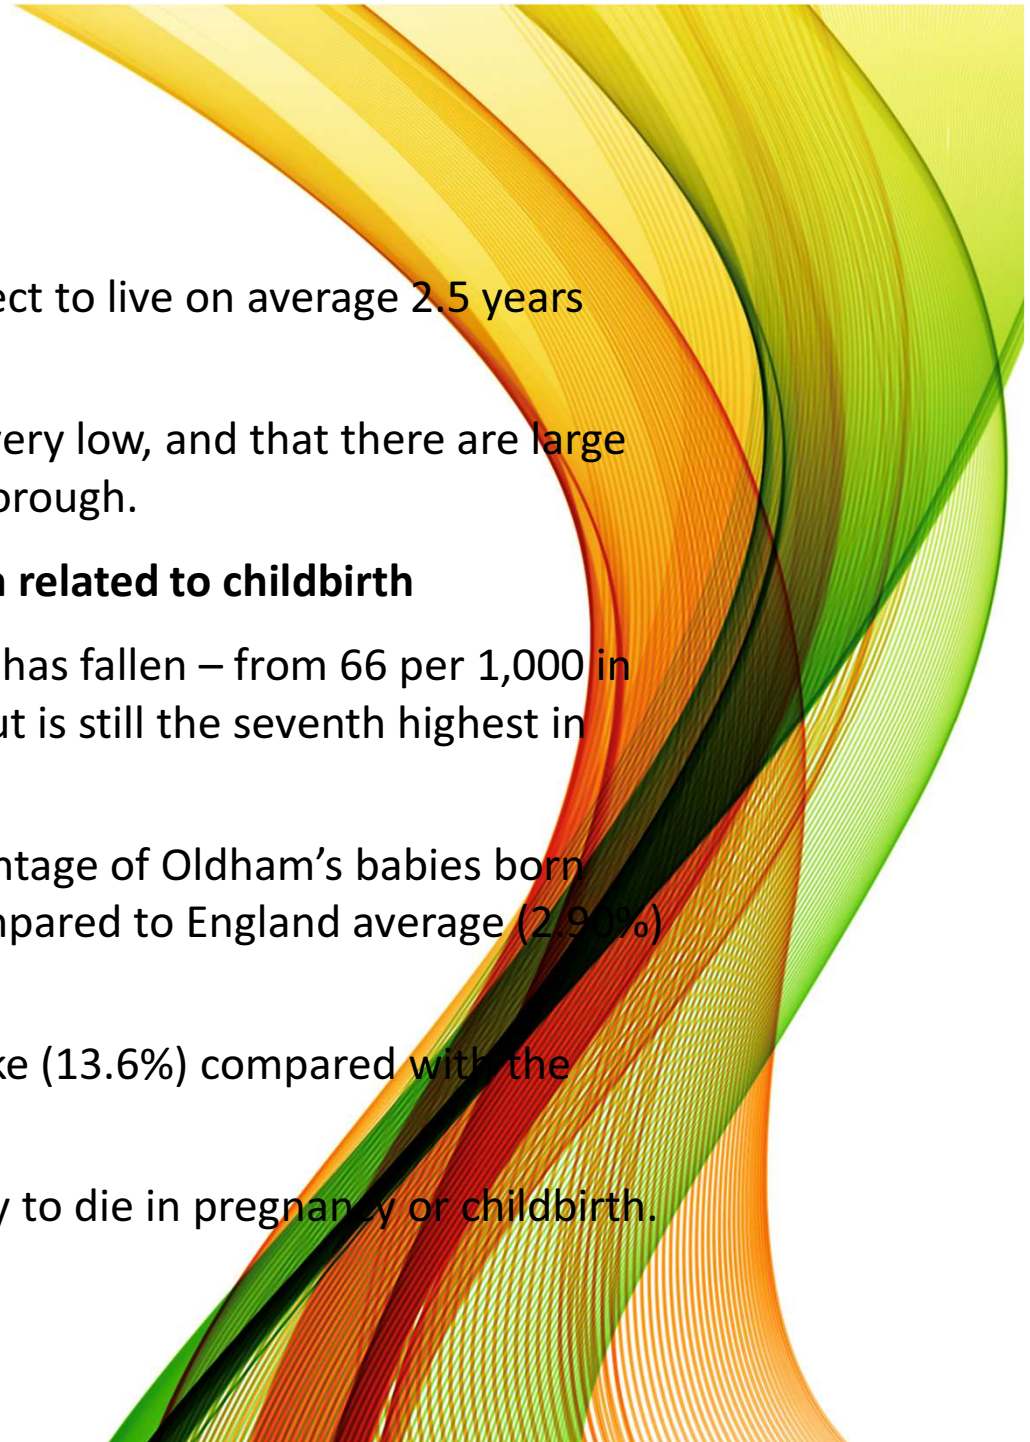 ect to live on average 2.5 years
very low, and that there are large
orough.
n related to childbirth
has fallen – from 66 per 1,000 in
ut is still the seventh highest in
ntage of Oldham’s babies born
npared to England average (2.90%)
ke (13.6%) compared with the
y to die in pregnancy or childbirth.